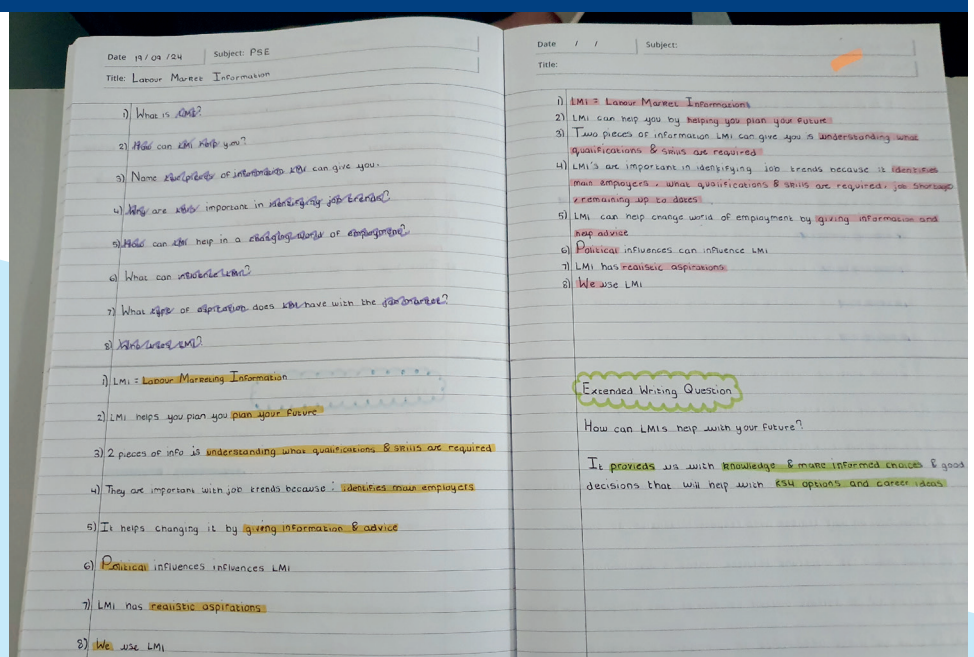 Date 19/09/24 Subject: PSE
Title: Labour Market Information
1) What is LMI?
2) How can LMI help you?
3) Name two pieces of information LMI can give you.
4) Why are LMIs important in identifying job trends?
5) How can LMI help in a changing world of employment?
6) What can influence LMI?
7) What type of aspiration does LMI have with the job market?
8) Who uses LMI?
1) LMI = Labour Marketing Information
2) LMI helps you plan you plan your future
3) 2 pieces of info is understanding what qualifications & skills are required
4) They are important with job trends because : identifies main employers
5) It helps changing it by giving information & advice
6) Political influences influences LMI
7) LMI has realistic aspirations
8) We use LMI
Date / / Subject:
Title:
1) LMI = Labour Market Information
2) LMI can help you by helping you plan your future
3) Two pieces of information LMI can give you is understanding what
qualifications & skills are required
4) LMI's are important in identifying job trends because it identifies
main employers, what qualifications & skills are required, job shortage
remaining up to dates
5) LMI can help change world of employment by giving information and
help advice
6) Political influences can influence LMI
7) LMI has realistic aspirations
8) We use LMI
Extended Writing Question
How can LMIs help with your future?
It provieds us with knowledge & make informed choices & good
decisions that will help with KS4 options and career ideas.